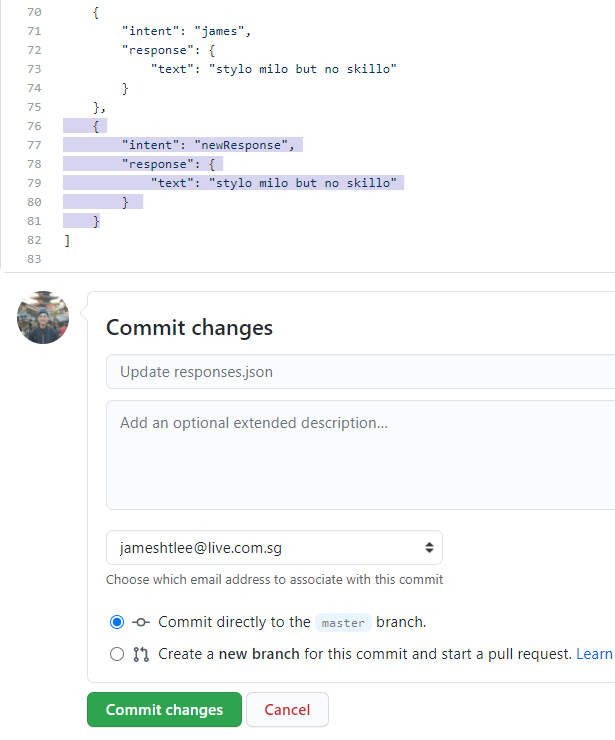 70 {
71 "intent": "james",
72 "response": {
73 "text": "stylo milo but no skillo"
74 }
75 },
76 {
77 "intent": "newResponse",
78 "response": {
79 "text": "stylo milo but no skillo"
80 }
81 }
82 ]
83
Commit changes
Update responses.json
Add an optional extended description...
jameshtlee@live.com.sg
Choose which email address to associate with this commit
Commit directly to the master branch.
Create a new branch for this commit and start a pull request. Learn
Commit changes Cancel